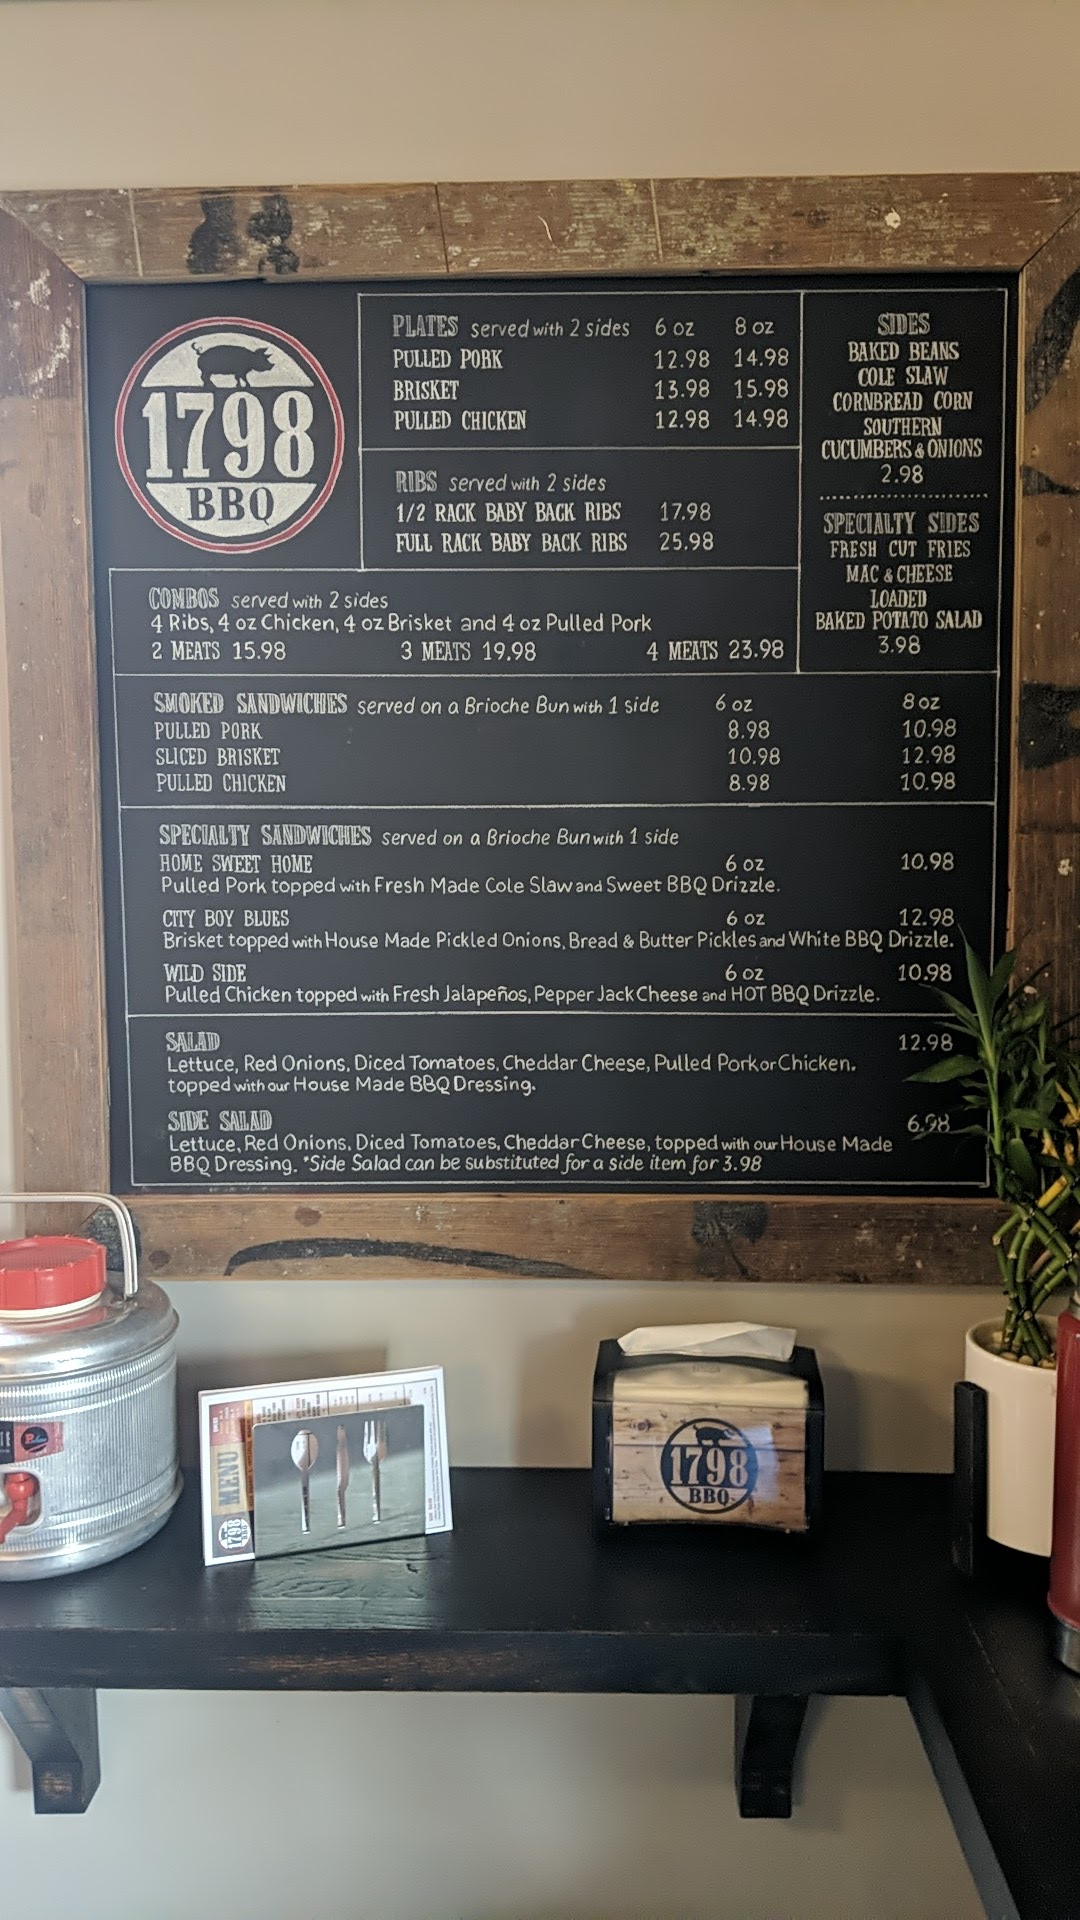 1798
BBQ
PLATES served with 2 sides 6 oz 8 oz
PULLED PORK 12.98 14.98
BRISKET 13.98 15.98
PULLED CHICKEN 12.98 14.98
RIBS served with 2 sides
1/2 RACK BABY BACK RIBS 17.98
FULL RACK BABY BACK RIBS 25.98
SIDES
BAKED BEANS
COLE SLAW
CORNBREAD CORN
SOUTHERN
CUCUMBERS & ONIONS
2.98
SPECIALTY SIDES
FRESH CUT FRIES
MAC & CHEESE
LOADED
BAKED POTATO SALAD
3.98
COMBOS served with 2 sides
4 Ribs, 4 oz Chicken, 4 oz Brisket and 4 oz Pulled Pork
2 MEATS 15.98 3 MEATS 19.98 4 MEATS 23.98
SMOKED SANDWICHES served on a Brioche Bun with 1 side 6 oz 8 oz
PULLED PORK 8.98 10.98
SLICED BRISKET 10.98 12.98
PULLED CHICKEN 8.98 10.98
SPECIALTY SANDWICHES served on a Brioche Bun with 1 side
HOME SWEET HOME 6 oz 10.98
Pulled Pork topped with Fresh Made Cole Slaw and Sweet BBQ Drizzle.
CITY BOY BLUES 6 oz 12.98
Brisket topped with House Made Pickled Onions, Bread & Butter Pickles and White BBQ Drizzle.
WILD SIDE 6 oz 10.98
Pulled Chicken topped with Fresh Jalapeños, Pepper Jack Cheese and HOT BBQ Drizzle.
SALAD 12.98
Lettuce, Red Onions, Diced Tomatoes, Cheddar Cheese, Pulled Pork or Chicken.
topped with our House Made BBQ Dressing.
SIDE SALAD 6.98
Lettuce, Red Onions, Diced Tomatoes, Cheddar Cheese, topped with our House Made
BBQ Dressing. *Side Salad can be substituted for a side item for 3.98
MENU
1798
1798
BBQ